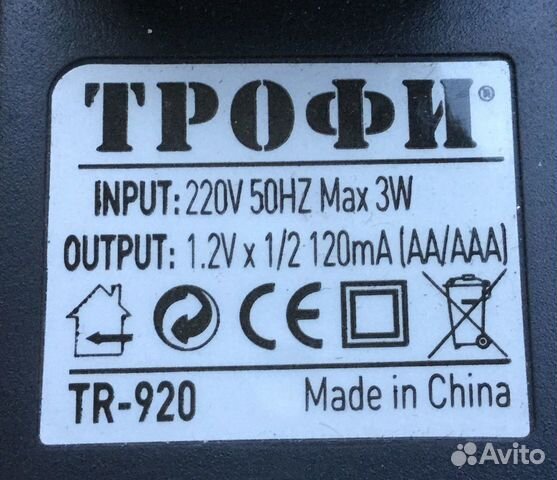 ТРОФИ®
INPUT: 220V 50HZ Max 3W
OUTPUT: 1.2V x 1/2 120mA (AA/AAA)
CE
TR-920 Made in China
Avito